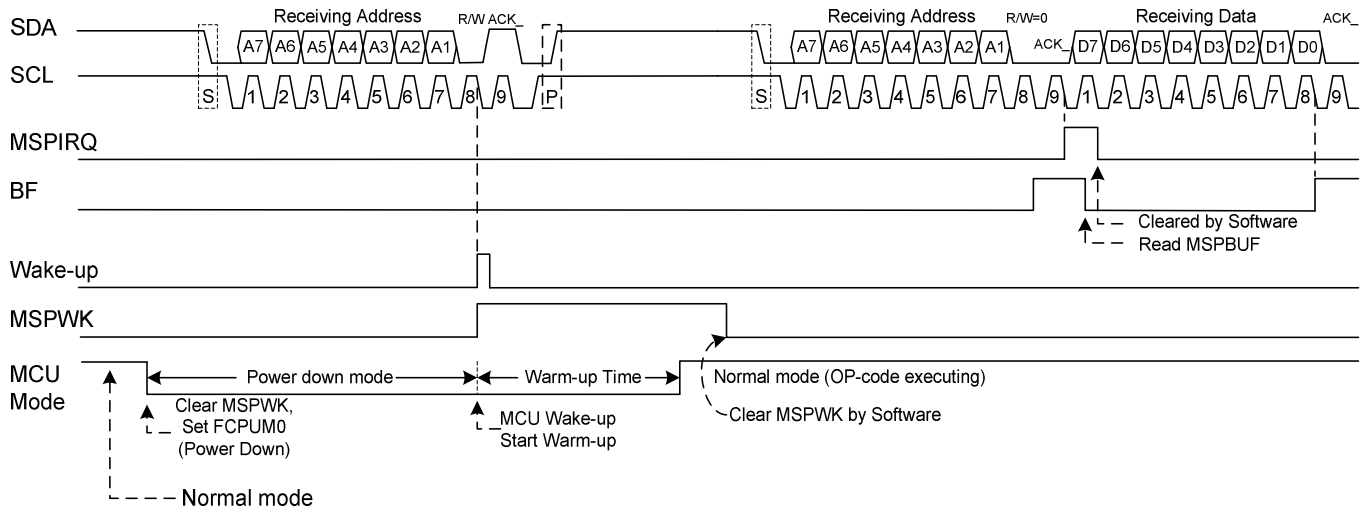 Receiving Address
R/W ACK_
Receiving Address
R/W=0
Receiving Data
ACK_
SDA
A7 A6 A5 A4 A3 A2 A1
A7 A6 A5 A4 A3 A2 A1
ACK_
D7 D6 D5 D4 D3 D2 D1 D0
SCL
S 1 2 3 4 5 6 7 8 9 P
S 1 2 3 4 5 6 7 8 9 1 2 3 4 5 6 7 8 9
MSPIRQ
BF
Cleared by Software
Read MSPBUF
Wake-up
MSPWK
MCU
Mode
Power down mode
Warm-up Time
Normal mode (OP-code executing)
Clear MSPWK,
Set FCPUM0
(Power Down)
MCU Wake-up
Start Warm-up
Clear MSPWK by Software
Normal mode